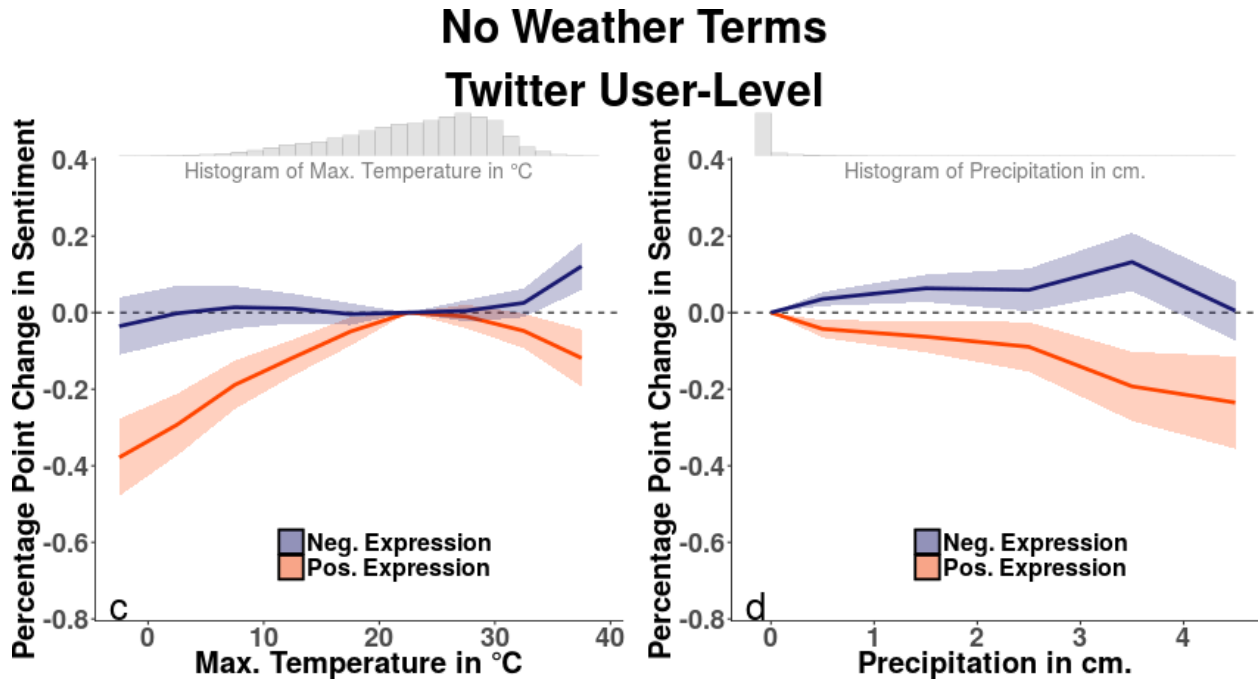 No Weather Terms
Twitter User-Level
Percentage Point Change in Sentiment
Histogram of Max. Temperature in °C
0.4
0.2
0.0
-0.2
-0.4
-0.6
-0.8
Neg. Expression
Pos. Expression
c
0 10 20 30 40
Max. Temperature in °C
Percentage Point Change in Sentiment
Histogram of Precipitation in cm.
0.4
0.2
0.0
-0.2
-0.4
-0.6
-0.8
Neg. Expression
Pos. Expression
d
0 1 2 3 4
Precipitation in cm.